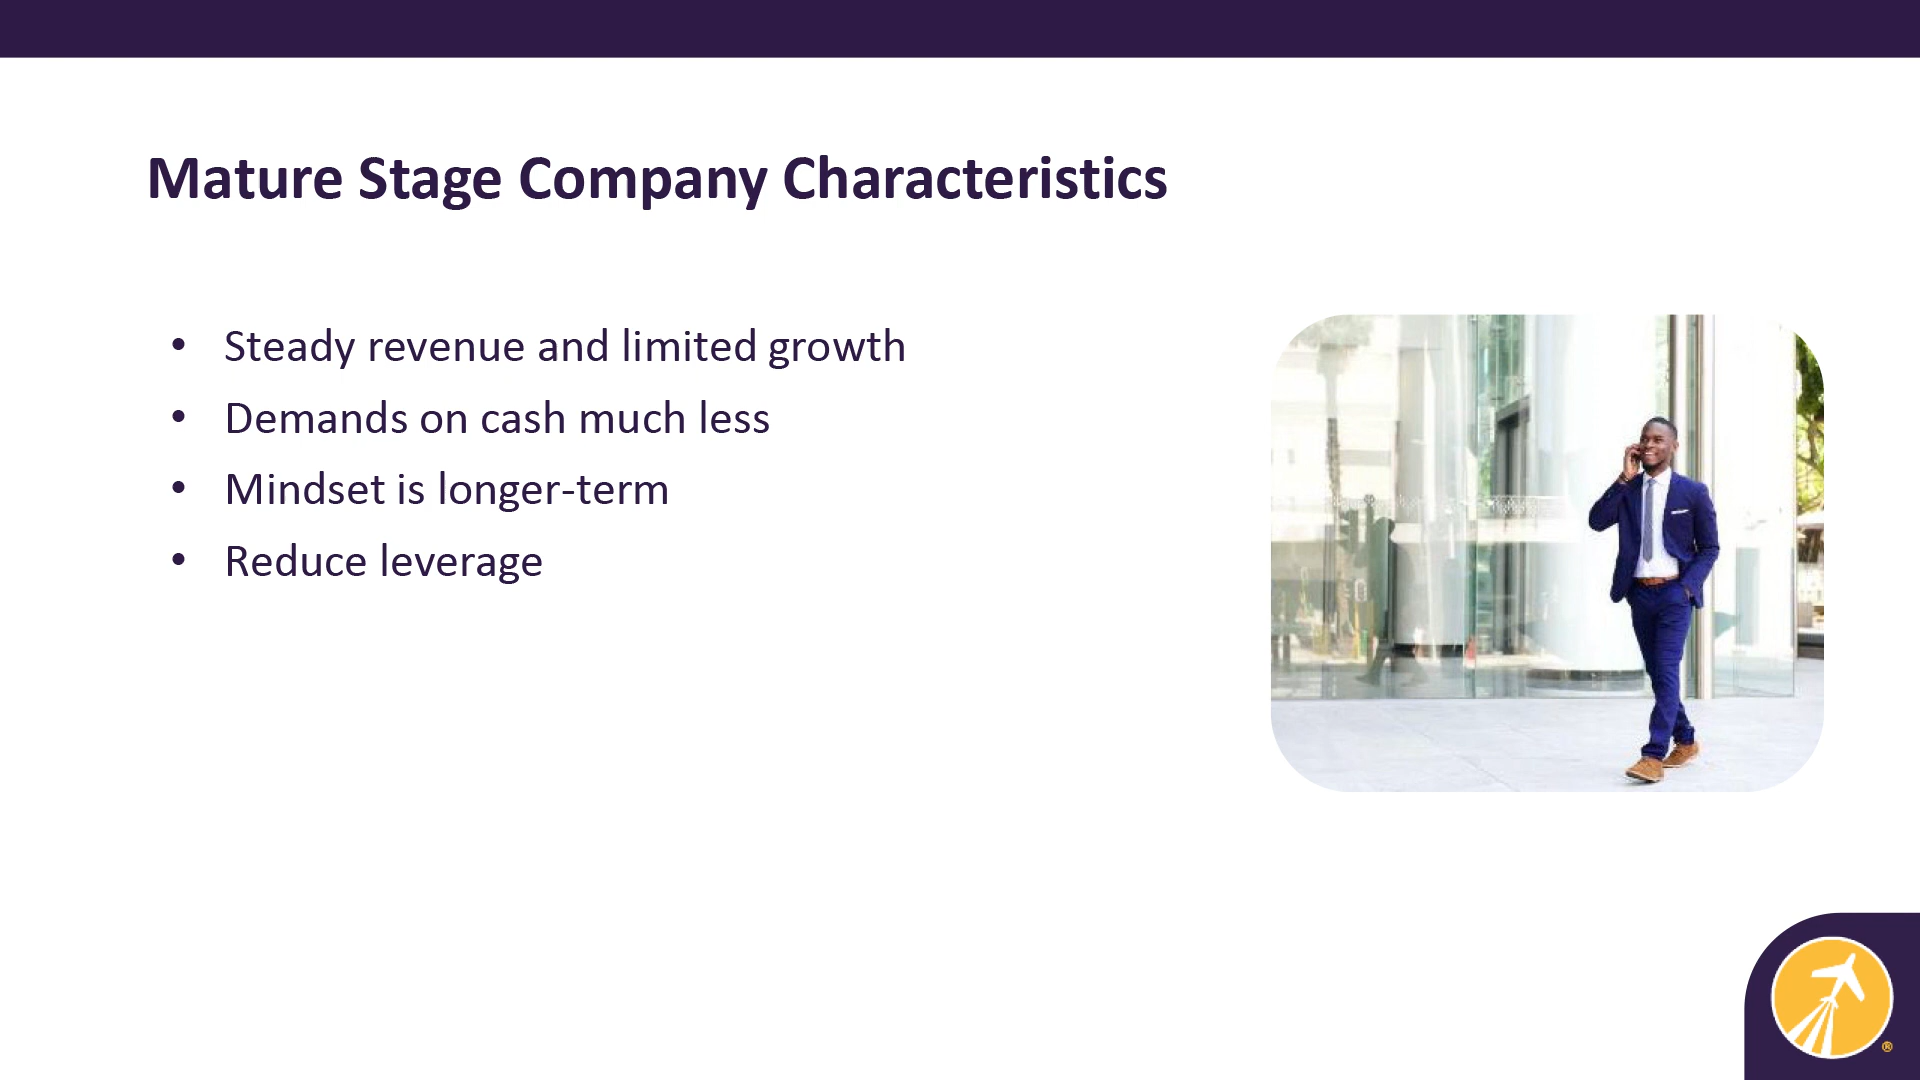 Mature Stage Company Characteristics
• Steady revenue and limited growth
• Demands on cash much less
• Mindset is longer-term
• Reduce leverage
®